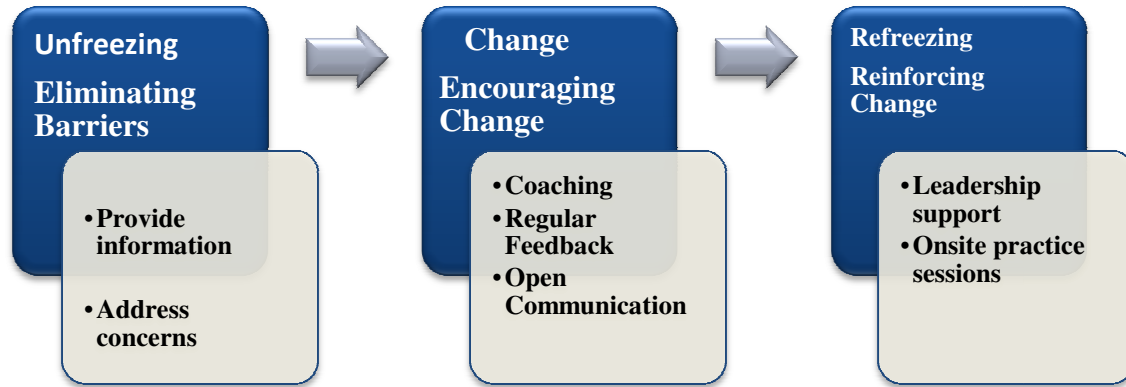 Unfreezing
Eliminating
Barriers
•Provide
information
•Address
concerns
Change
Encouraging
Change
•Coaching
•Regular
Feedback
•Open
Communication
Refreezing
Reinforcing
Change
•Leadership
support
•Onsite practice
sessions